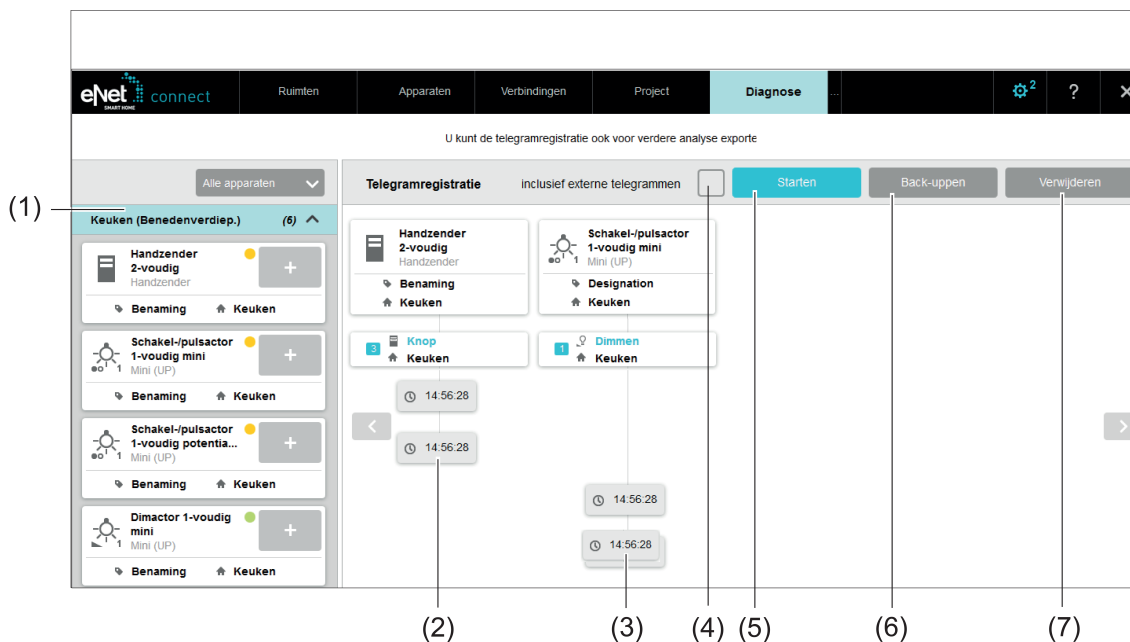 eNet connect
SMART HOME
Ruimten
Apparaten
Verbindingen
Project
Diagnose
...
2
?
U kunt de telegramregistratie ook voor verdere analyse exporte
Alle apparaten
Telegramregistratie
inclusief externe telegrammen
Starten
Back-uppen
Verwijderen
(1)
Keuken (Benedenverdiep.)
(6)
Handzender
2-voudig
Handzender
+
Benaming
Keuken
Schakel-/pulsactor
1-voudig mini
Mini (UP)
1
+
Benaming
Keuken
Schakel-/pulsactor
1-voudig potentia...
Mini (UP)
1
+
Benaming
Keuken
Dimactor 1-voudig
mini
Mini (UP)
1
+
Benaming
Keuken
Handzender
2-voudig
Handzender
Benaming
Keuken
Schakel-/pulsactor
1-voudig mini
Mini (UP)
1
Designation
Keuken
3
Knop
Keuken
1
Dimmen
Keuken
14:56:28
14:56:28
14:56:28
14:56:28
(2)
(3)
(4)
(5)
(6)
(7)